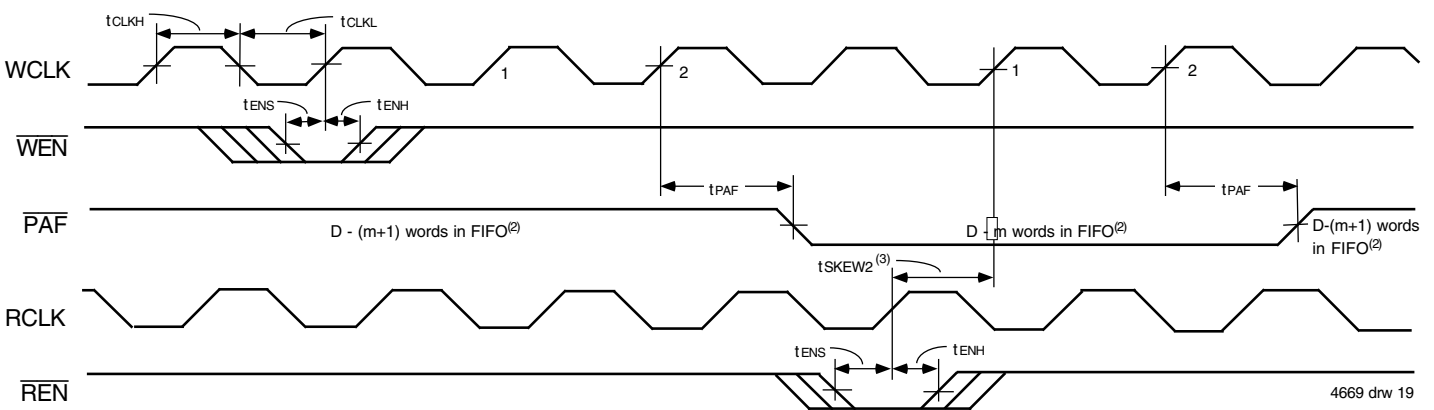 tCLKH
tCLKL
WCLK
1
2
1
2
tENS
tENH
WEN
tPAF
tPAF
PAF
D - (m+1) words in FIFO(2)
D - m words in FIFO(2)
D-(m+1) words
in FIFO(2)
tSKEW2(3)
RCLK
tENS
tENH
REN
4669 drw 19